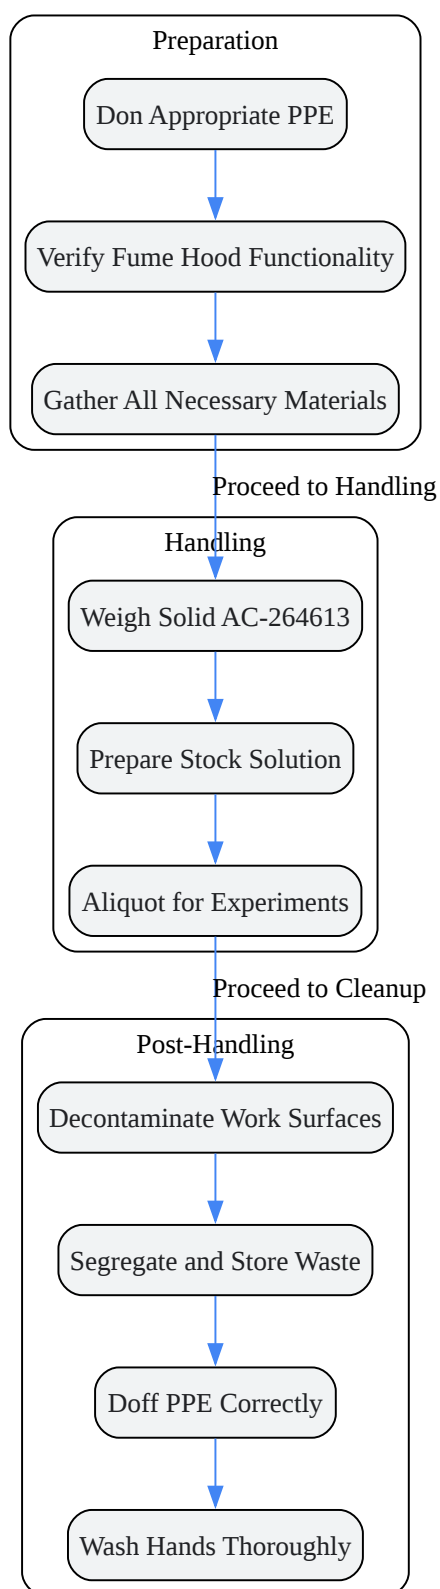 Preparation
Don Appropriate PPE
Verify Fume Hood Functionality
Gather All Necessary Materials
Proceed to Handling
Handling
Weigh Solid AC-264613
Prepare Stock Solution
Aliquot for Experiments
Proceed to Cleanup
Post-Handling
Decontaminate Work Surfaces
Segregate and Store Waste
Doff PPE Correctly
Wash Hands Thoroughly